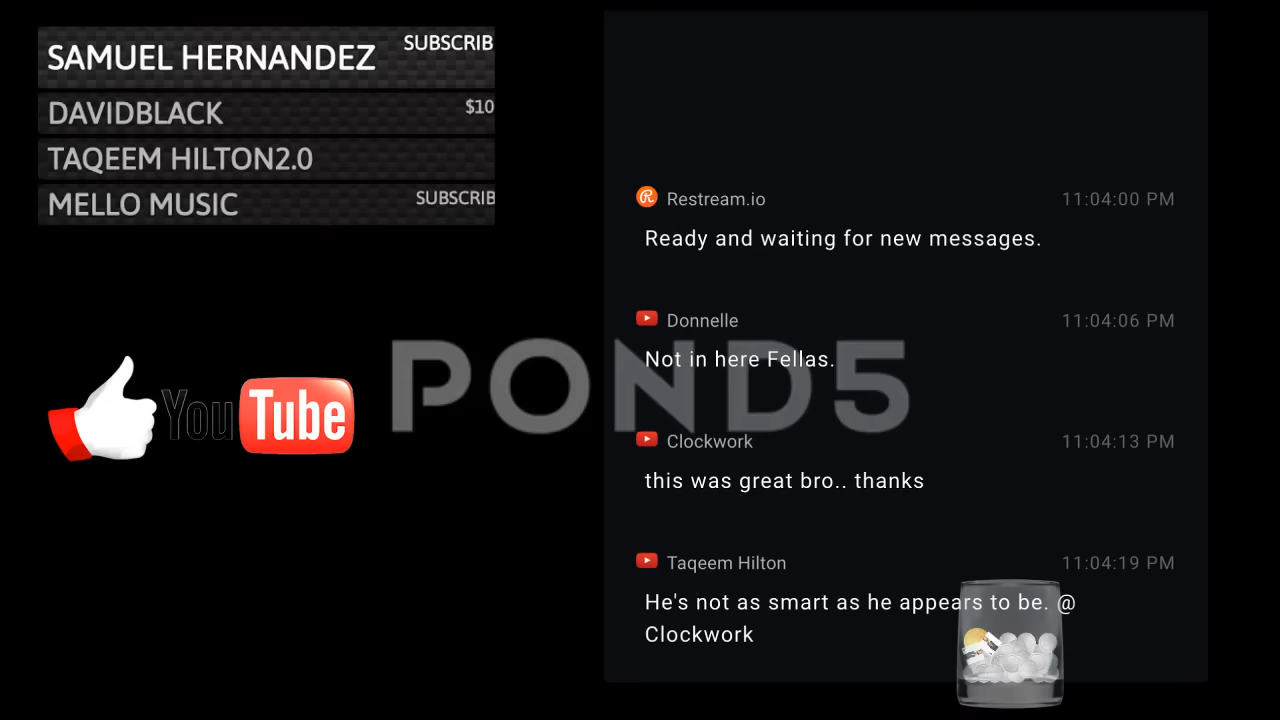 SAMUEL HERNANDEZ SUBSCRIB
DAVIDBLACK $10
TAQEEM HILTON2.0
MELLO MUSIC SUBSCRIB
Restream.io 11:04:00 PM
Ready and waiting for new messages.
Donnelle 11:04:06 PM
Not in here Fellas.
YouTube
POND5
Clockwork 11:04:13 PM
this was great bro.. thanks
Taqeem Hilton 11:04:19 PM
He's not as smart as he appears to be. @
Clockwork